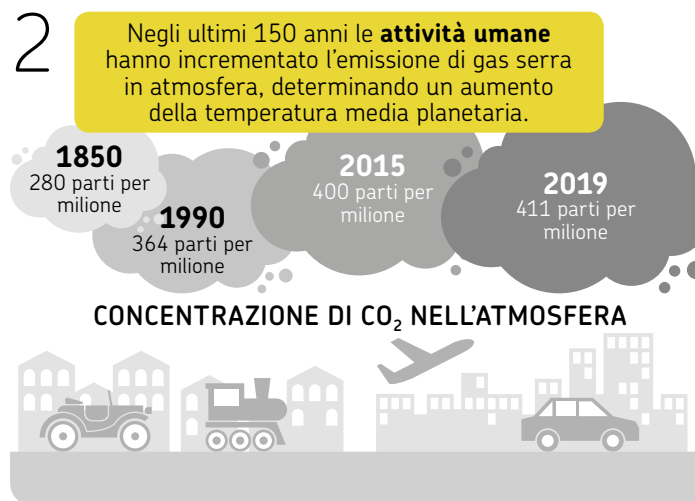 2
Negli ultimi 150 anni le attività umane
hanno incrementato l'emissione di gas serra
in atmosfera, determinando un aumento
della temperatura media planetaria.
1850
280 parti per
milione
1990
364 parti per
milione
2015
400 parti per
milione
2019
411 parti per
milione
CONCENTRAZIONE DI CO₂ NELL'ATMOSFERA